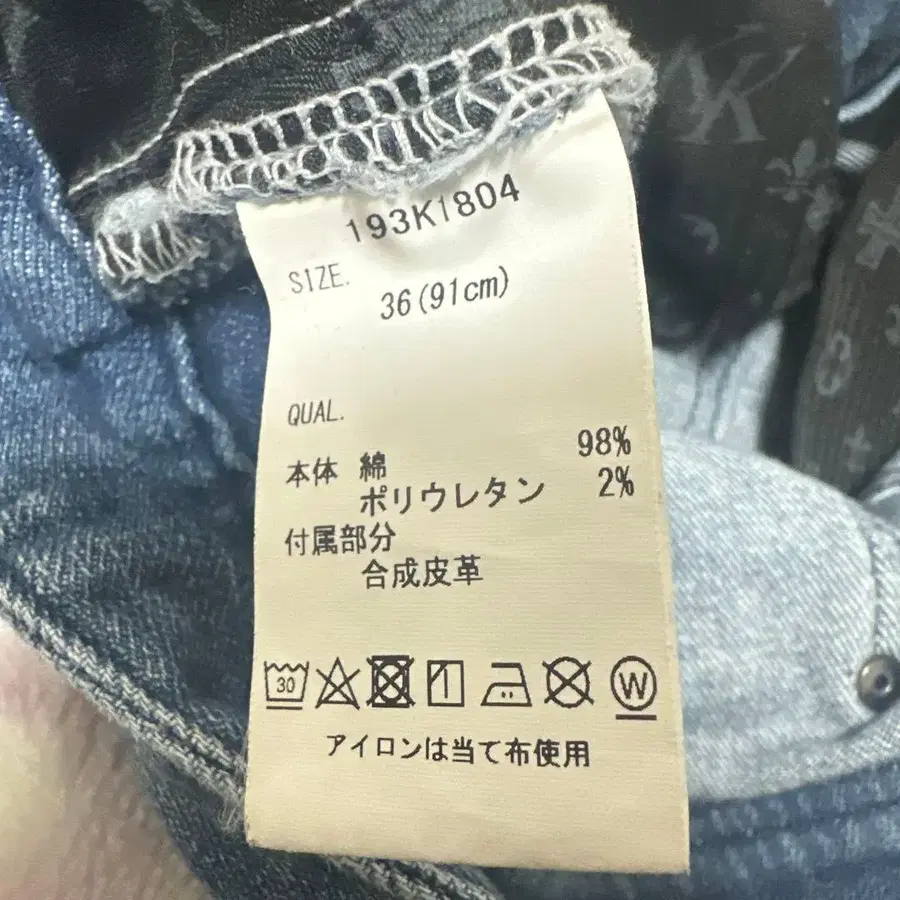 193K1804
SIZE.
36(91cm)
QUAL.
本体 綿 98%
ポリウレタン 2%
付属部分
合成皮革
30 W
アイロンは当て布使用